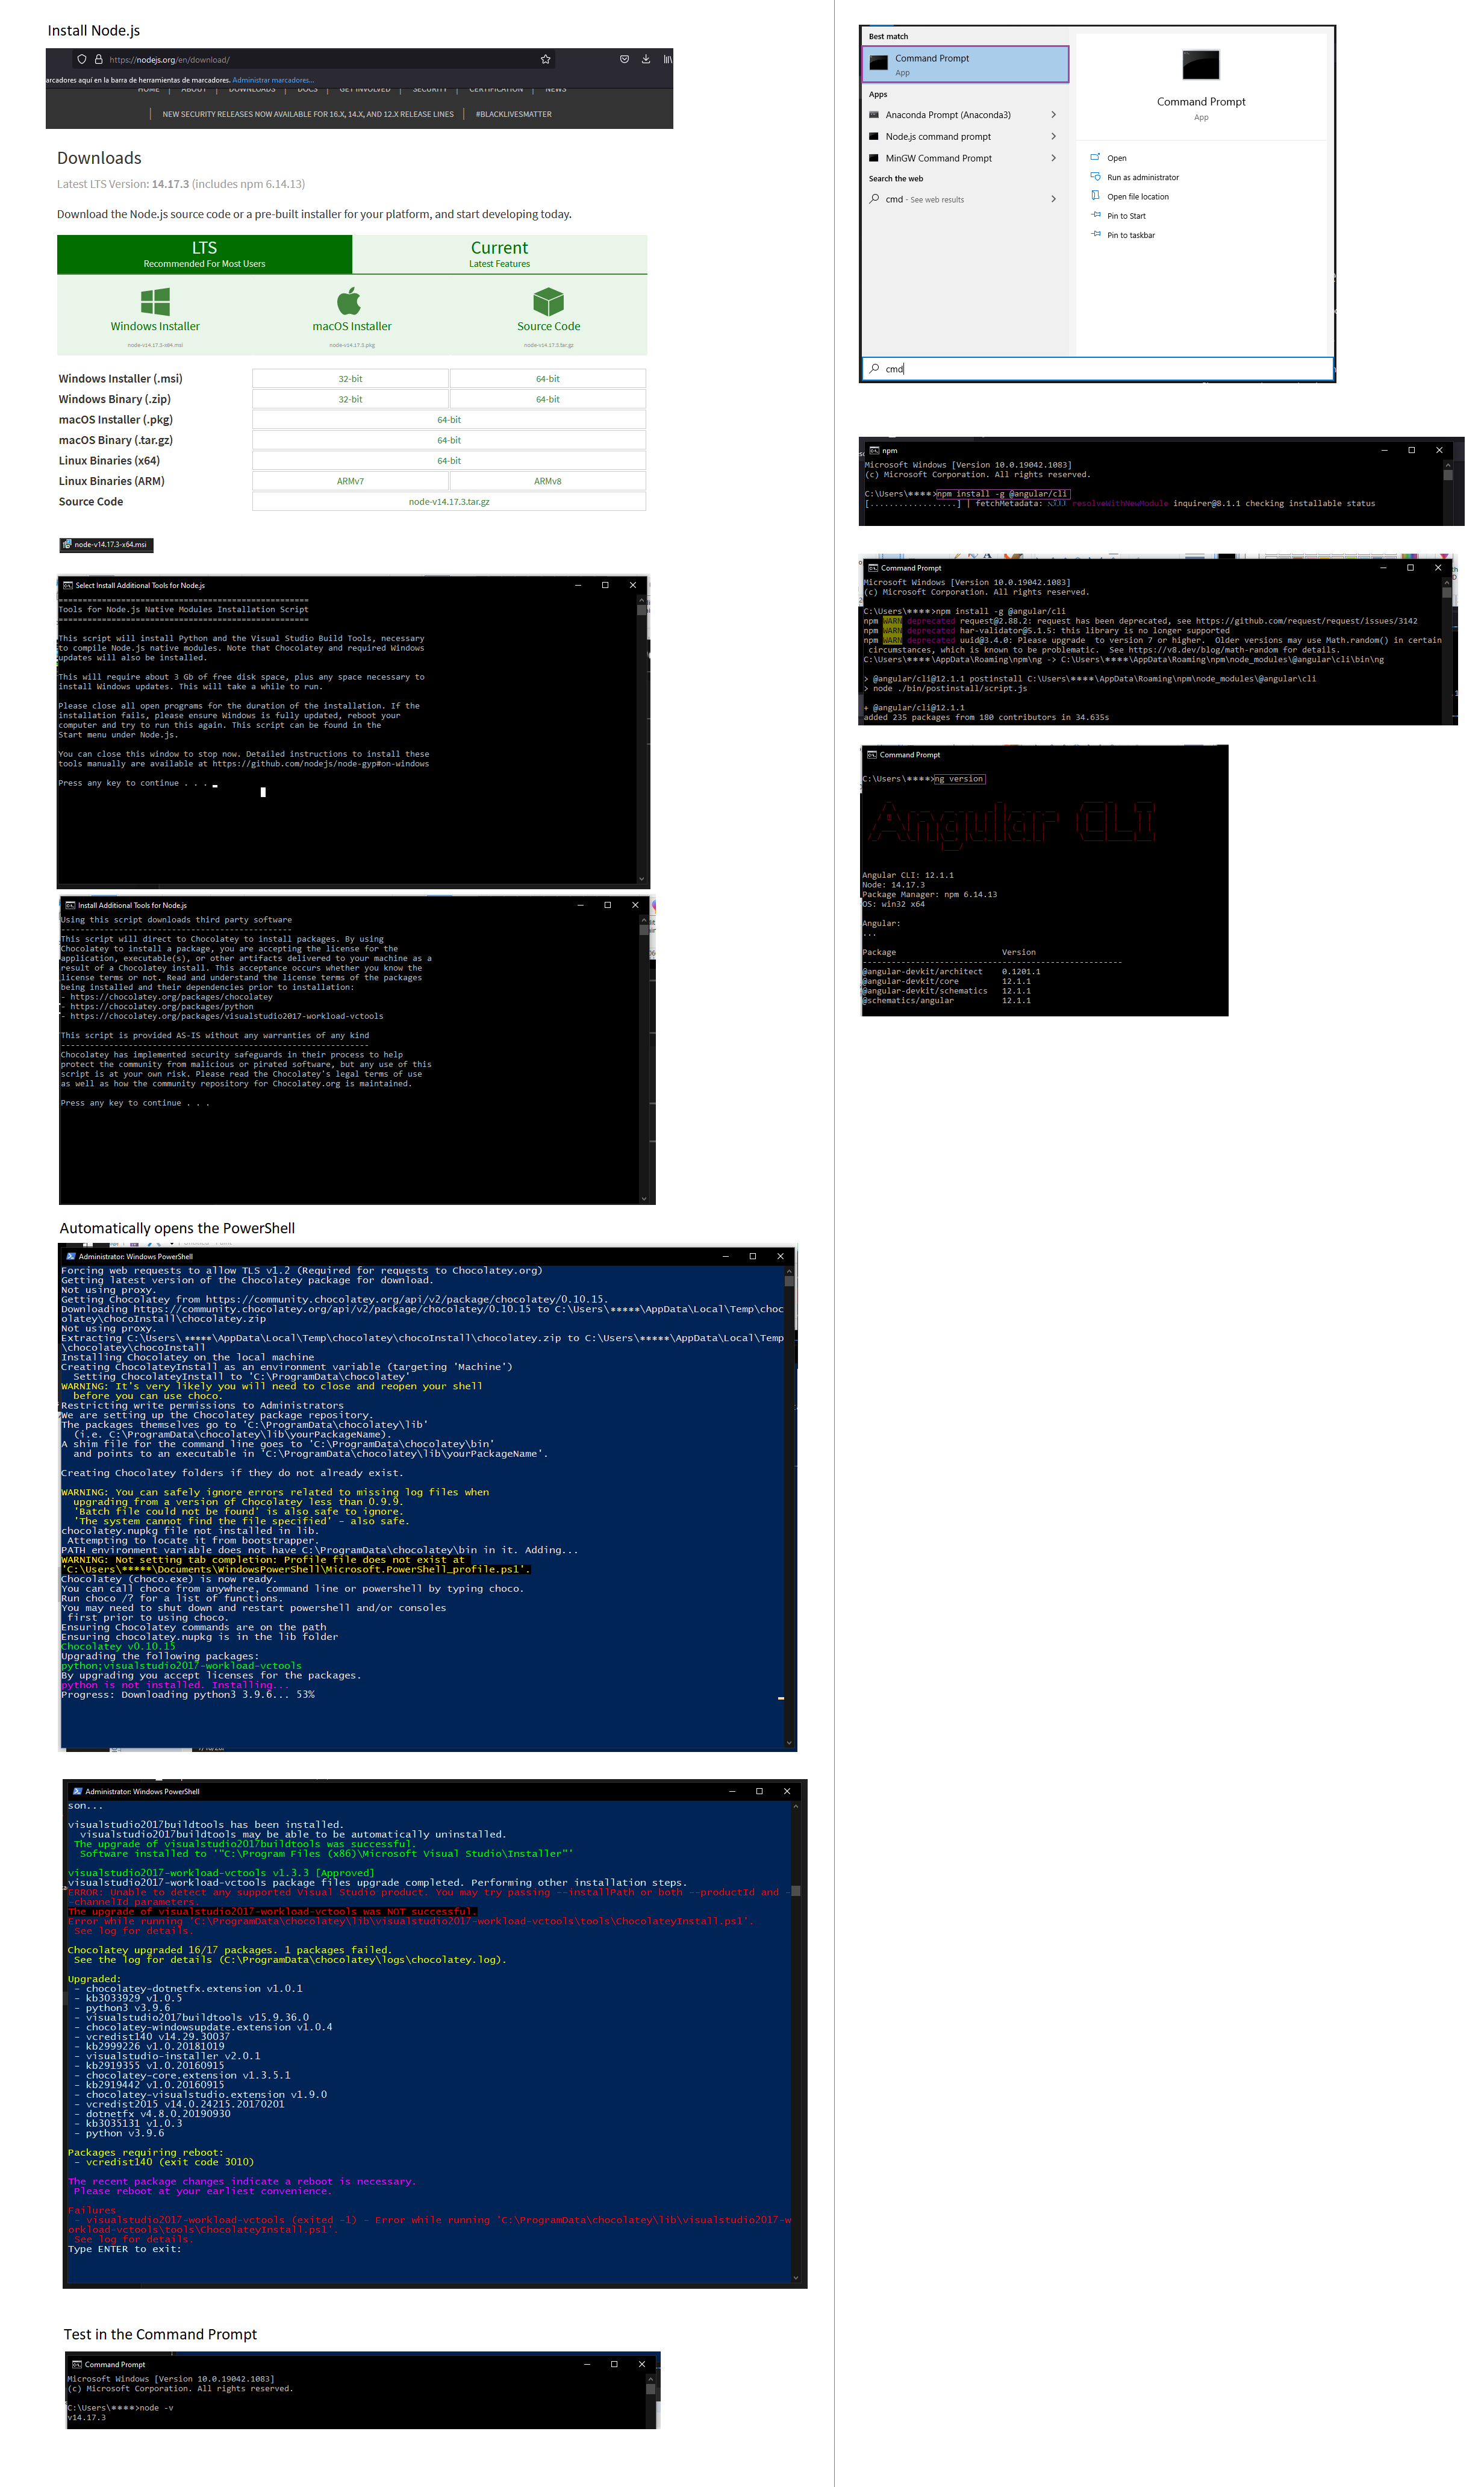 Install Node.js
https://nodejs.org/en/download/
arcadores aquí en la barra de herramientas de marcadores. Administrar marcadores...
HOME | ABOUT | DOWNLOADS | DOCS | GET INVOLVED | SECURITY | CERTIFICATION | NEWS
NEW SECURITY RELEASES NOW AVAILABLE FOR 16.X, 14.X, AND 12.X RELEASE LINES | #BLACKLIVESMATTER
Downloads
Latest LTS Version: 14.17.3 (includes npm 6.14.13)
Download the Node.js source code or a pre-built installer for your platform, and start developing today.
LTS
Recommended For Most Users
Current
Latest Features
Windows Installer
node-v14.17.3-x64.msi
macOS Installer
node-v14.17.3.pkg
Source Code
node-v14.17.3.tar.gz
Windows Installer (.msi) 32-bit 64-bit
Windows Binary (.zip) 32-bit 64-bit
macOS Installer (.pkg) 64-bit
macOS Binary (.tar.gz) 64-bit
Linux Binaries (x64) 64-bit
Linux Binaries (ARM) ARMv7 ARMv8
Source Code node-v14.17.3.tar.gz
node-v14.17.3-x64.msi
Select Install Additional Tools for Node.js
====================================================
Tools for Node.js Native Modules Installation Script
====================================================
This script will install Python and the Visual Studio Build Tools, necessary
to compile Node.js native modules. Note that Chocolatey and required Windows
updates will also be installed.
This will require about 3 Gb of free disk space, plus any space necessary to
install Windows updates. This will take a while to run.
Please close all open programs for the duration of the installation. If the
installation fails, please ensure Windows is fully updated, reboot your
computer and try to run this again. This script can be found in the
Start menu under Node.js.
You can close this window to stop now. Detailed instructions to install these
tools manually are available at https://github.com/nodejs/node-gyp#on-windows
Press any key to continue . . .
Install Additional Tools for Node.js
Using this script downloads third party software
------------------------------------------------
This script will direct to Chocolatey to install packages. By using
Chocolatey to install a package, you are accepting the license for the
application, executable(s), or other artifacts delivered to your machine as a
result of a Chocolatey install. This acceptance occurs whether you know the
license terms or not. Read and understand the license terms of the packages
being installed and their dependencies prior to installation:
- https://chocolatey.org/packages/chocolatey
- https://chocolatey.org/packages/python
- https://chocolatey.org/packages/visualstudio2017-workload-vctools
This script is provided AS-IS without any warranties of any kind
----------------------------------------------------------------
Chocolatey has implemented security safeguards in their process to help
protect the community from malicious or pirated software, but any use of this
script is at your own risk. Please read the Chocolatey's legal terms of use
as well as how the community repository for Chocolatey.org is maintained.
Press any key to continue . . .
Automatically opens the PowerShell
Administrator: Windows PowerShell
Forcing web requests to allow TLS v1.2 (Required for requests to Chocolatey.org)
Getting latest version of the Chocolatey package for download.
Not using proxy.
Getting Chocolatey from https://community.chocolatey.org/api/v2/package/chocolatey/0.10.15.
Downloading https://community.chocolatey.org/api/v2/package/chocolatey/0.10.15 to C:\Users\*****\AppData\Local\Temp\choc
olatey\chocoInstall\chocolatey.zip
Not using proxy.
Extracting C:\Users\*****\AppData\Local\Temp\chocolatey\chocoInstall\chocolatey.zip to C:\Users\*****\AppData\Local\Temp
\chocolatey\chocoInstall
Installing Chocolatey on the local machine
Creating ChocolateyInstall as an environment variable (targeting 'Machine')
Setting ChocolateyInstall to 'C:\ProgramData\chocolatey'
WARNING: It's very likely you will need to close and reopen your shell
before you can use choco.
Restricting write permissions to Administrators
We are setting up the Chocolatey package repository.
The packages themselves go to 'C:\ProgramData\chocolatey\lib'
(i.e. C:\ProgramData\chocolatey\lib\yourPackageName).
A shim file for the command line goes to 'C:\ProgramData\chocolatey\bin'
and points to an executable in 'C:\ProgramData\chocolatey\lib\yourPackageName'.
Creating Chocolatey folders if they do not already exist.
WARNING: You can safely ignore errors related to missing log files when
upgrading from a version of Chocolatey less than 0.9.9.
'Batch file could not be found' is also safe to ignore.
'The system cannot find the file specified' - also safe.
chocolatey.nupkg file not installed in lib.
Attempting to locate it from bootstrapper.
PATH environment variable does not have C:\ProgramData\chocolatey\bin in it. Adding...
WARNING: Not setting tab completion: Profile file does not exist at
'C:\Users\*****\Documents\WindowsPowerShell\Microsoft.PowerShell_profile.ps1'.
Chocolatey (choco.exe) is now ready.
You can call choco from anywhere, command line or powershell by typing choco.
Run choco /? for a list of functions.
You may need to shut down and restart powershell and/or consoles
first prior to using choco.
Ensuring Chocolatey commands are on the path
Ensuring chocolatey.nupkg is in the lib folder
Chocolatey v0.10.15
Upgrading the following packages:
python;visualstudio2017-workload-vctools
By upgrading you accept licenses for the packages.
python is not installed. Installing...
Progress: Downloading python3 3.9.6... 53%
Administrator: Windows PowerShell
son...
visualstudio2017buildtools has been installed.
visualstudio2017buildtools may be able to be automatically uninstalled.
The upgrade of visualstudio2017buildtools was successful.
Software installed to '"C:\Program Files (x86)\Microsoft Visual Studio\Installer"'
visualstudio2017-workload-vctools v1.3.3 [Approved]
visualstudio2017-workload-vctools package files upgrade completed. Performing other installation steps.
ERROR: Unable to detect any supported Visual Studio product. You may try passing --installPath or both --productId and -
-channelId parameters.
The upgrade of visualstudio2017-workload-vctools was NOT successful.
Error while running 'C:\ProgramData\chocolatey\lib\visualstudio2017-workload-vctools\tools\ChocolateyInstall.ps1'.
See log for details.
Chocolatey upgraded 16/17 packages. 1 packages failed.
See the log for details (C:\ProgramData\chocolatey\logs\chocolatey.log).
Upgraded:
- chocolatey-dotnetfx.extension v1.0.1
- kb3033929 v1.0.5
- python3 v3.9.6
- visualstudio2017buildtools v15.9.36.0
- chocolatey-windowsupdate.extension v1.0.4
- vcredist140 v14.29.30037
- kb2999226 v1.0.20181019
- visualstudio-installer v2.0.1
- kb2919355 v1.0.20160915
- chocolatey-core.extension v1.3.5.1
- kb2919442 v1.0.20160915
- chocolatey-visualstudio.extension v1.9.0
- vcredist2015 v14.0.24215.20170201
- dotnetfx v4.8.0.20190930
- kb3035131 v1.0.3
- python v3.9.6
Packages requiring reboot:
- vcredist140 (exit code 3010)
The recent package changes indicate a reboot is necessary.
Please reboot at your earliest convenience.
Failures
- visualstudio2017-workload-vctools (exited -1) - Error while running 'C:\ProgramData\chocolatey\lib\visualstudio2017-w
orkload-vctools\tools\ChocolateyInstall.ps1'.
See log for details.
Type ENTER to exit:
Test in the Command Prompt
Command Prompt
Microsoft Windows [Version 10.0.19042.1083]
(c) Microsoft Corporation. All rights reserved.
C:\Users\****>node -v
v14.17.3
Best match
Command Prompt
App
Apps
Anaconda Prompt (Anaconda3)
Node.js command prompt
MinGW Command Prompt
Search the web
cmd - See web results
Command Prompt
App
Open
Run as administrator
Open file location
Pin to Start
Pin to taskbar
cmd
npm
Microsoft Windows [Version 10.0.19042.1083]
(c) Microsoft Corporation. All rights reserved.
C:\Users\****>npm install -g @angular/cli
[..................] | fetchMetadata: sill resolveWithNewModule inquirer@8.1.1 checking installable status
Command Prompt
Microsoft Windows [Version 10.0.19042.1083]
(c) Microsoft Corporation. All rights reserved.
C:\Users\****>npm install -g @angular/cli
npm WARN deprecated request@2.88.2: request has been deprecated, see https://github.com/request/request/issues/3142
npm WARN deprecated har-validator@5.1.5: this library is no longer supported
npm WARN deprecated uuid@3.4.0: Please upgrade  to version 7 or higher.  Older versions may use Math.random() in certain
circumstances, which is known to be problematic.  See https://v8.dev/blog/math-random for details.
C:\Users\****\AppData\Roaming\npm\ng -> C:\Users\****\AppData\Roaming\npm\node_modules\@angular\cli\bin\ng
> @angular/cli@12.1.1 postinstall C:\Users\****\AppData\Roaming\npm\node_modules\@angular\cli
> node ./bin/postinstall/script.js
+ @angular/cli@12.1.1
added 235 packages from 180 contributors in 34.635s
Command Prompt
C:\Users\****>ng version
Angular CLI
Angular CLI: 12.1.1
Node: 14.17.3
Package Manager: npm 6.14.13
OS: win32 x64
Angular:
...
Package Version
------------------------------------------------------
@angular-devkit/architect 0.1201.1
@angular-devkit/core 12.1.1
@angular-devkit/schematics 12.1.1
@schematics/angular 12.1.1